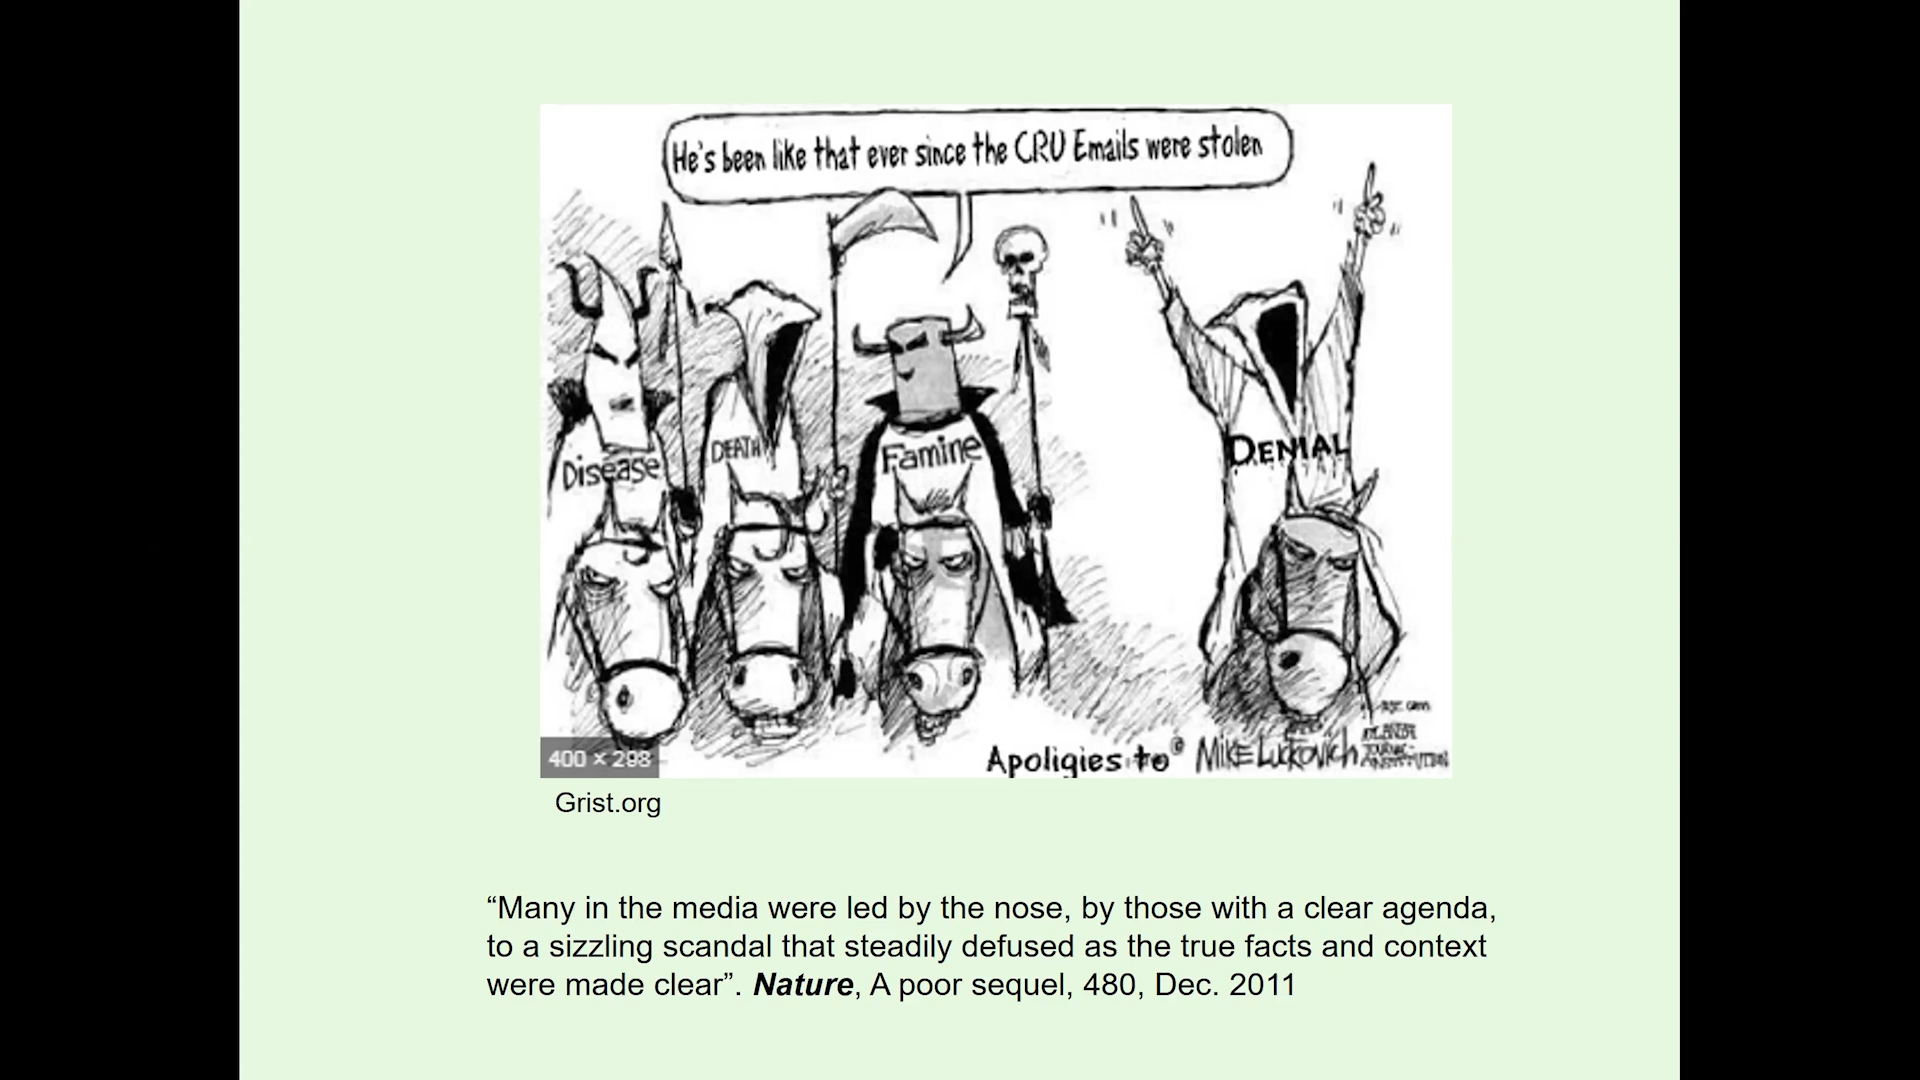 He's been like that ever since the CRU Emails were stolen
Disease
DEATH
Famine
DENIAL
Apoligies to © MIKE LUCKOVICH
400 × 298
Grist.org
“Many in the media were led by the nose, by those with a clear agenda,
to a sizzling scandal that steadily defused as the true facts and context
were made clear”. Nature, A poor sequel, 480, Dec. 2011